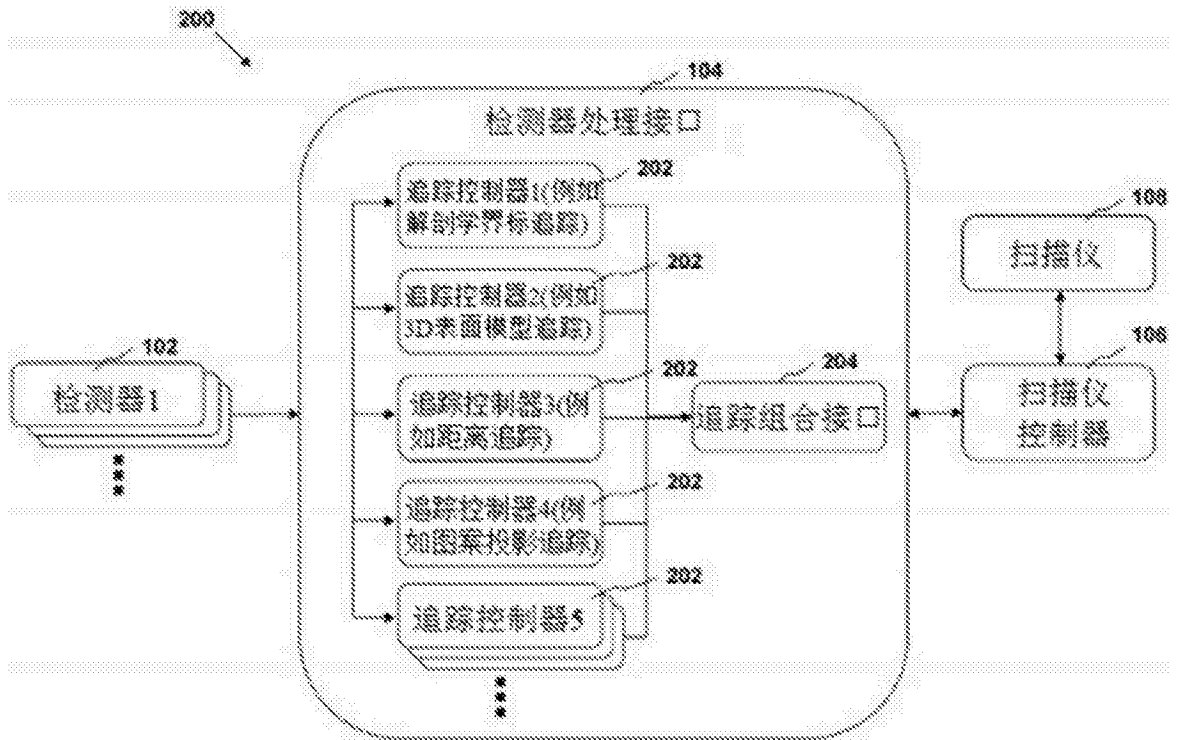 200
104
检测器处理接口
202
追踪控制器1(例如
解剖学界标追踪)
202
追踪控制器2(例如
3D表面模型追踪)
108
扫描仪
102
检测器1
202
追踪控制器3(例
如距离追踪)
204
追踪组合接口
106
扫描仪
控制器
202
追踪控制器4(例
如图案投影追踪)
202
追踪控制器5